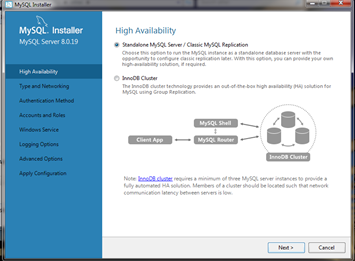 MySQL Installer
MySQL. Installer
MySQL Server 8.0.19
High Availability
Type and Networking
Authentication Method
Accounts and Roles
Windows Service
Logging Options
Advanced Options
Apply Configuration
High Availability
Standalone MySQL Server / Classic MySQL Replication
Choose this option to run the MySQL instance as a standalone database server with the
opportunity to configure classic replication later. With this option, you can provide your own
high-availability solution, if required.
InnoDB Cluster
The InnoDB cluster technology provides an out-of-the-box high availability (HA) solution for
MySQL using Group Replication.
MySQL Shell
Client App
MySQL Router
InnoDB Cluster
Note: InnoDB cluster requires a minimum of three MySQL server instances to provide a
fully automated HA solution. Members of a cluster should be located such that network
communication latency between servers is low.
Next >
Cancel